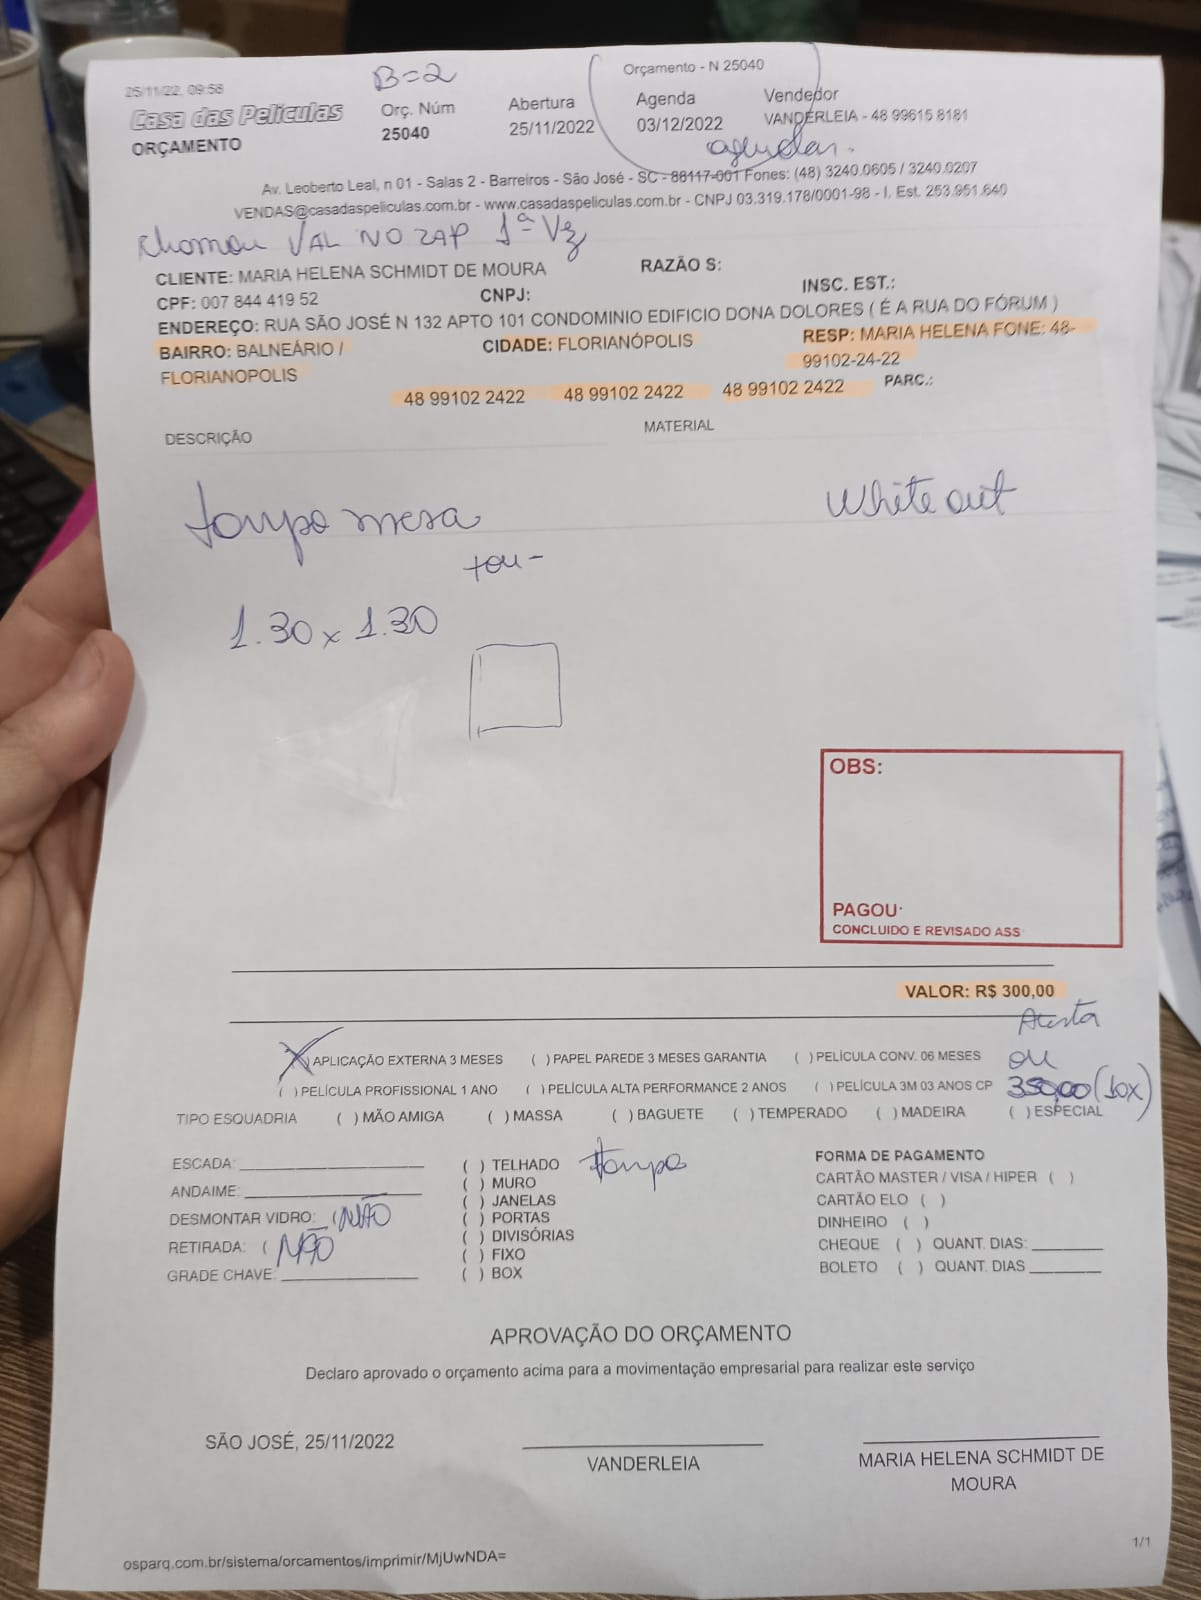 25/11/22, 09:58
B=2
Orçamento - N 25040
Casa das Películas
ORÇAMENTO
Orç. Núm
25040
Abertura
25/11/2022
Agenda
03/12/2022
Vendedor
VANDERLEIA - 48 99615 8181
Av. Leoberto Leal, n 01 - Salas 2 - Barreiros - São José - SC - 88117-001 Fones: (48) 3240.0605 / 3240.0207
VENDAS@casadaspeliculas.com.br - www.casadaspeliculas.com.br - CNPJ 03.319.178/0001-98 - I. Est. 253.951.640
Chamou VAL NO ZAP 1ª Vz
CLIENTE: MARIA HELENA SCHMIDT DE MOURA RAZÃO S:
CPF: 007 844 419 52 CNPJ: INSC. EST.:
ENDEREÇO: RUA SÃO JOSÉ N 132 APTO 101 CONDOMINIO EDIFICIO DONA DOLORES ( É A RUA DO FÓRUM )
BAIRRO: BALNEÁRIO /
FLORIANOPOLIS
CIDADE: FLORIANÓPOLIS
RESP: MARIA HELENA FONE: 48-
99102-24-22
48 99102 2422 48 99102 2422 48 99102 2422 PARC.:
DESCRIÇÃO MATERIAL
tampo mesa White out
1.30 x 1.30
OBS:
PAGOU:
CONCLUIDO E REVISADO ASS:
VALOR: R$ 300,00
ou
(X) APLICAÇÃO EXTERNA 3 MESES ( ) PAPEL PAREDE 3 MESES GARANTIA ( ) PELÍCULA CONV. 06 MESES
( ) PELÍCULA PROFISSIONAL 1 ANO ( ) PELÍCULA ALTA PERFORMANCE 2 ANOS ( ) PELÍCULA 3M 03 ANOS CP 350,00 (10x)
TIPO ESQUADRIA ( ) MÃO AMIGA ( ) MASSA ( ) BAGUETE ( ) TEMPERADO ( ) MADEIRA ( ) ESPECIAL
ESCADA:
ANDAIME:
DESMONTAR VIDRO: ( NÃO
RETIRADA: ( NÃO
GRADE CHAVE:
( ) TELHADO tampo
( ) MURO
( ) JANELAS
( ) PORTAS
( ) DIVISÓRIAS
( ) FIXO
( ) BOX
FORMA DE PAGAMENTO
CARTÃO MASTER / VISA / HIPER ( )
CARTÃO ELO ( )
DINHEIRO ( )
CHEQUE ( ) QUANT. DIAS:
BOLETO ( ) QUANT. DIAS
APROVAÇÃO DO ORÇAMENTO
Declaro aprovado o orçamento acima para a movimentação empresarial para realizar este serviço
SÃO JOSÉ, 25/11/2022
VANDERLEIA
MARIA HELENA SCHMIDT DE
MOURA
1/1
osparq.com.br/sistema/orcamentos/imprimir/MjUwNDA=